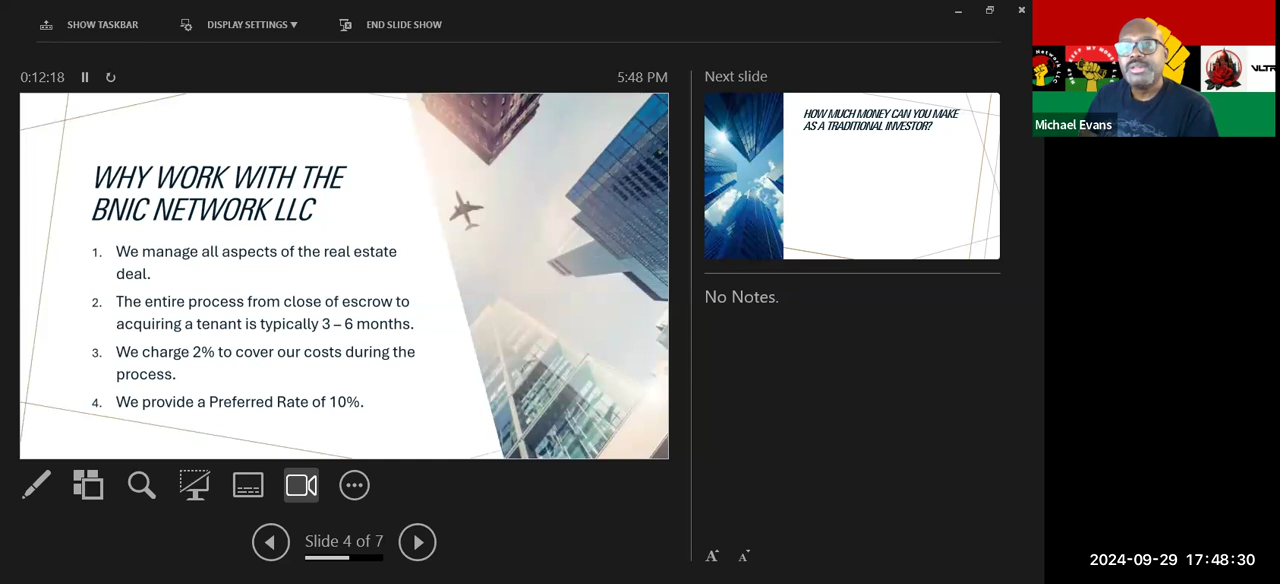 SHOW TASKBAR
DISPLAY SETTINGS ▼
END SLIDE SHOW
0:12:18
5:48 PM
WHY WORK WITH THE
BNIC NETWORK LLC
1. We manage all aspects of the real estate
deal.
2. The entire process from close of escrow to
acquiring a tenant is typically 3 – 6 months.
3. We charge 2% to cover our costs during the
process.
4. We provide a Preferred Rate of 10%.
Slide 4 of 7
Next slide
HOW MUCH MONEY CAN YOU MAKE
AS A TRADITIONAL INVESTOR?
No Notes.
A A
Network LLC
VLTR
Michael Evans
2024-09-29 17:48:30